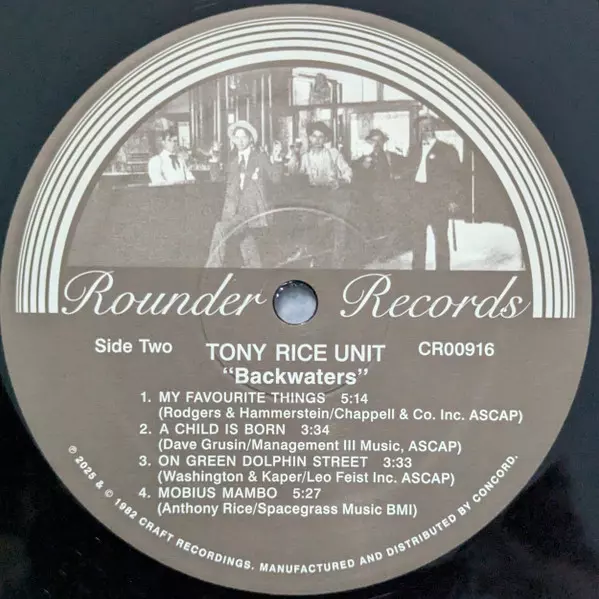 Rounder Records
Side Two TONY RICE UNIT CR00916
“Backwaters”
1. MY FAVOURITE THINGS 5:14
(Rodgers & Hammerstein/Chappell & Co. Inc. ASCAP)
2. A CHILD IS BORN 3:34
(Dave Grusin/Management III Music, ASCAP)
3. ON GREEN DOLPHIN STREET 3:33
(Washington & Kaper/Leo Feist Inc. ASCAP)
4. MOBIUS MAMBO 5:27
(Anthony Rice/Spacegrass Music BMI)
℗ 2025 & © 1982 CRAFT RECORDINGS. MANUFACTURED AND DISTRIBUTED BY CONCORD.